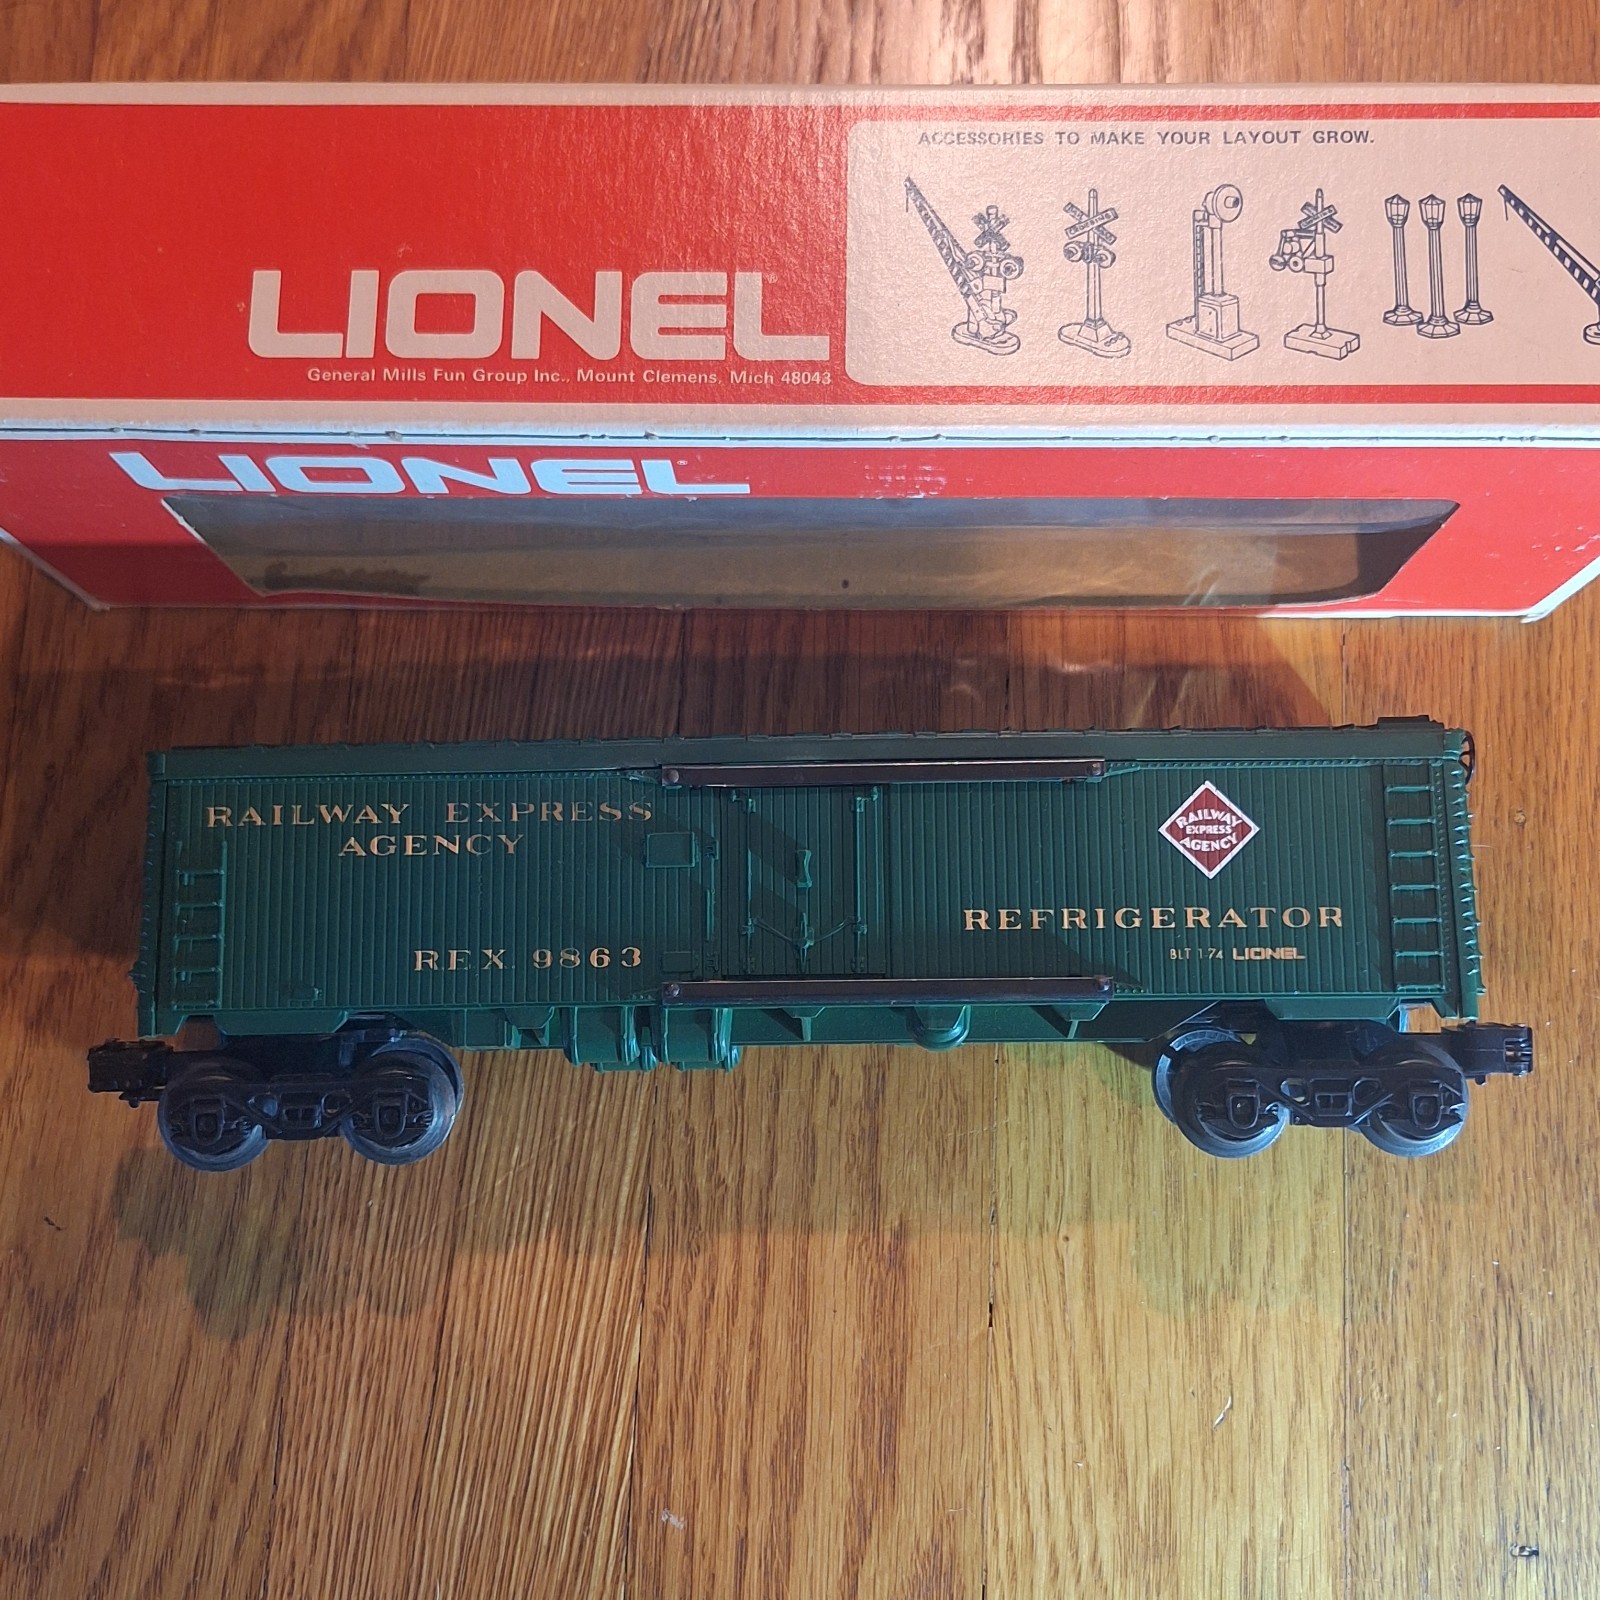 ACCESSORIES TO MAKE YOUR LAYOUT GROW.
LIONEL
General Mills Fun Group Inc., Mount Clemens, Mich 48043
LIONEL
RAILWAY EXPRESS
AGENCY
R.E.X. 9863
RAILWAY
EXPRESS
AGENCY
REFRIGERATOR
BLT 1-74 LIONEL